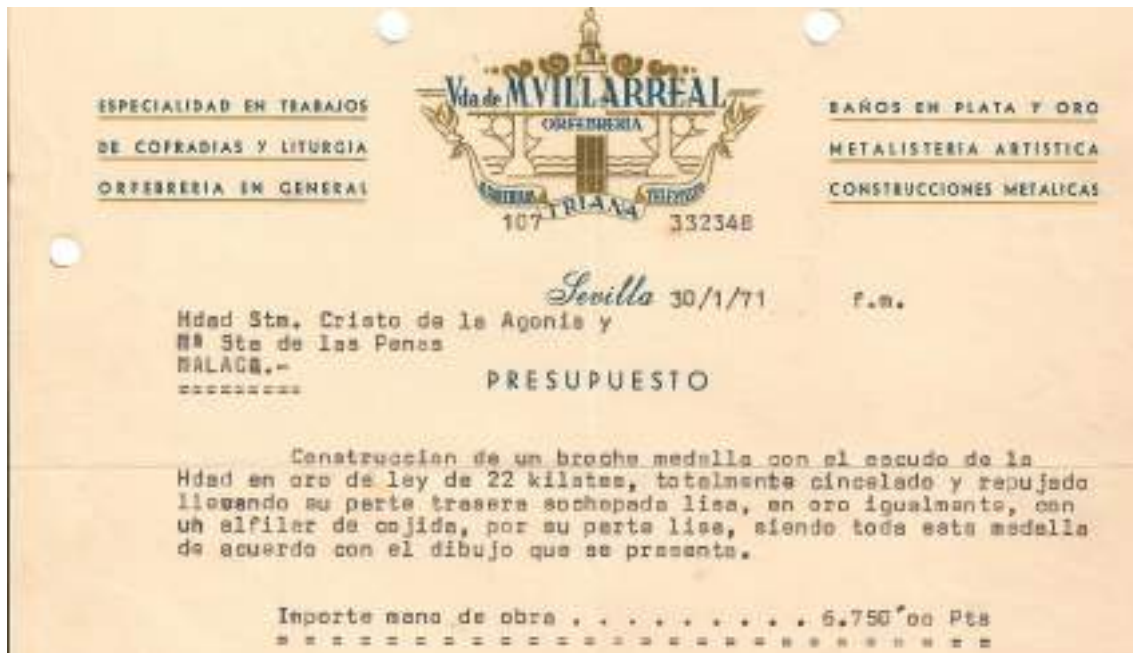 Vda de M VILLARREAL
ORFEBRERIA
ESPECIALIDAD EN TRABAJOS
DE COFRADIAS Y LITURGIA
ORFEBRERIA EN GENERAL
BAÑOS EN PLATA Y ORO
METALISTERIA ARTISTICA
CONSTRUCCIONES METALICAS
TRIANA
TELEFONO
107 332348
Sevilla 30/1/71 f.m.
Hdad Stm. Cristo de la Agonia y
Mª Sta de las Penas
MALAGA.-
=========
PRESUPUESTO
Construccion de un broche medalla con el escudo de la
Hdad en oro de ley de 22 kilates, totalmente cincelado y repujado
llevando su parte trasera sochapada lisa, en oro igualmente, con
un alfiler de cojida, por su parte lisa, siendo toda esta medalla
de acuerdo con el dibujo que se presenta.
Importe mano de obra . . . . . . . . . . 6.750'oo Pts
= = = = = = = = = = = = = = = = = = = = = =